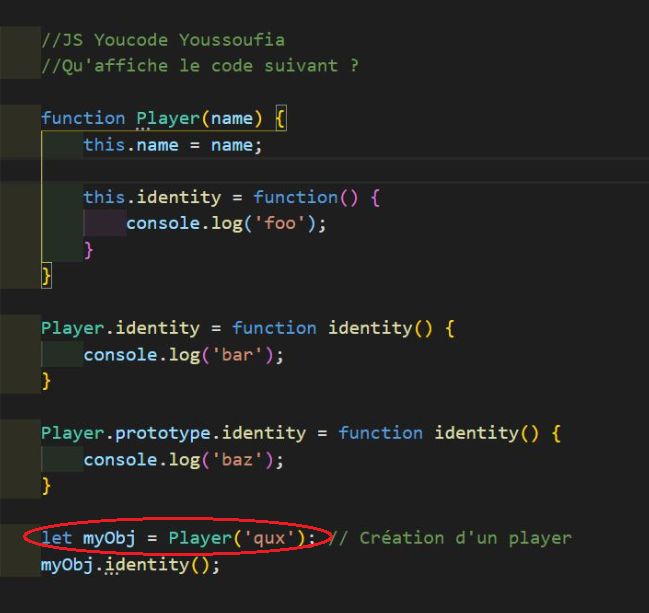 //JS Youcode Youssoufia
//Qu'affiche le code suivant ?
function Player(name) {
this.name = name;
this.identity = function() {
console.log('foo');
}
}
Player.identity = function identity() {
console.log('bar');
}
Player.prototype.identity = function identity() {
console.log('baz');
}
let myObj = Player('qux'); // Création d'un player
myObj.identity();